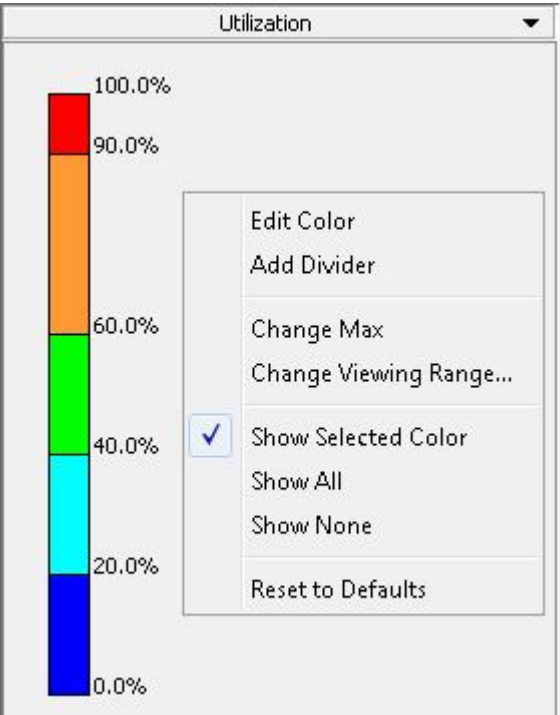 Utilization
100.0%
90.0%
60.0%
40.0%
20.0%
0.0%
Edit Color
Add Divider
Change Max
Change Viewing Range...
Show Selected Color
Show All
Show None
Reset to Defaults